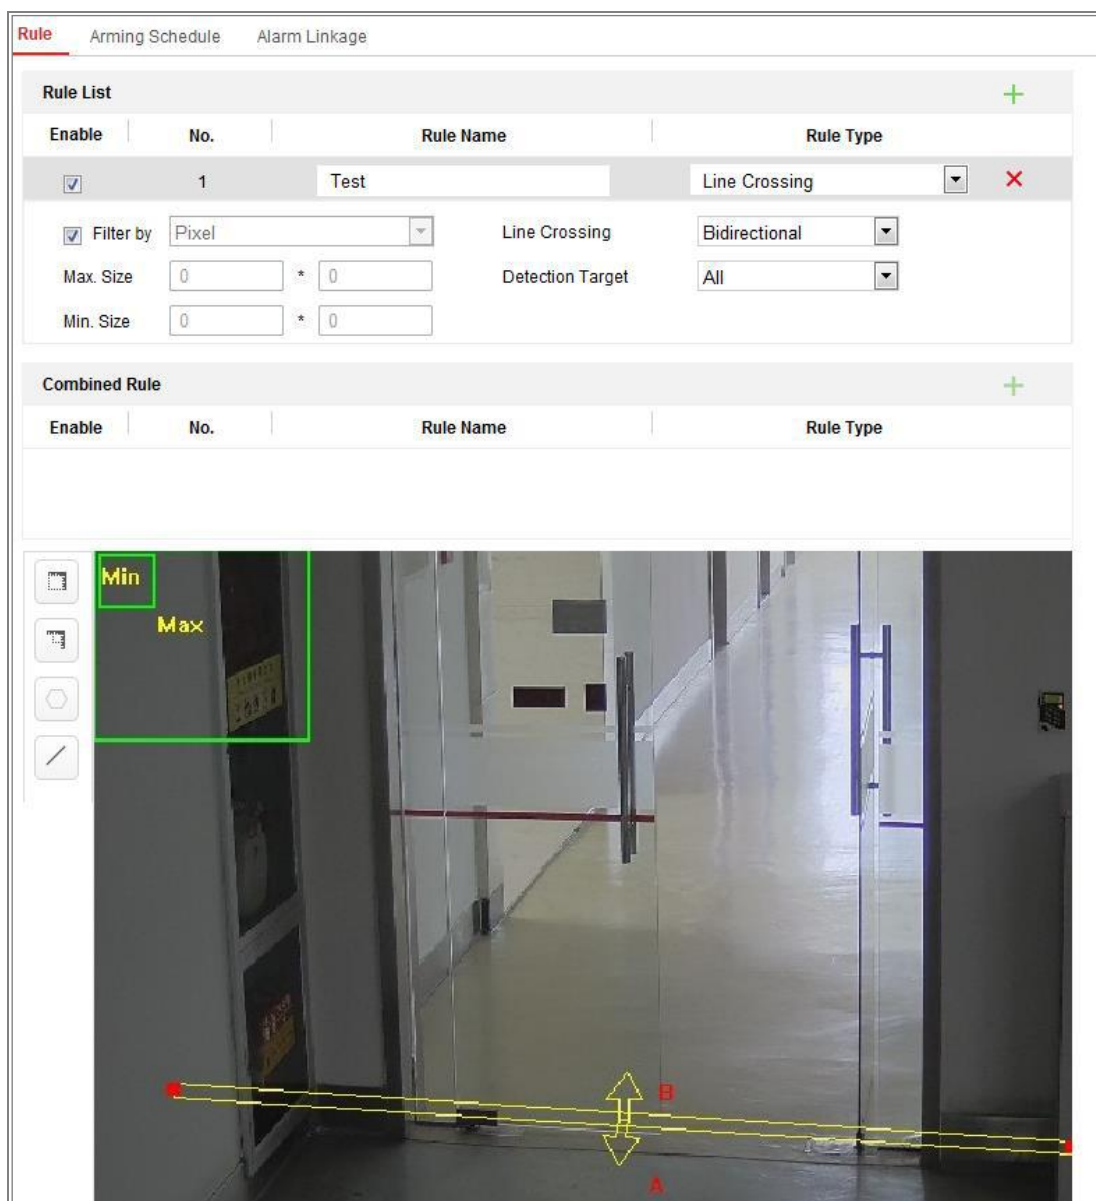 Rule Arming Schedule Alarm Linkage
Rule List
Enable No. Rule Name Rule Type
1 Test Line Crossing
Filter by Pixel Line Crossing Bidirectional
Max. Size 0 * 0 Detection Target All
Min. Size 0 * 0
Combined Rule
Enable No. Rule Name Rule Type
Min
Max
B
A